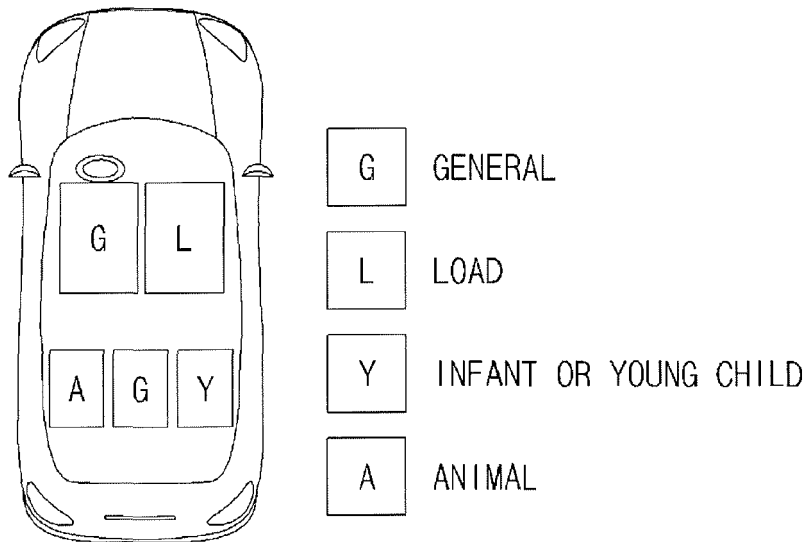 G GENERAL
G L
L LOAD
Y INFANT OR YOUNG CHILD
A G Y
A ANIMAL